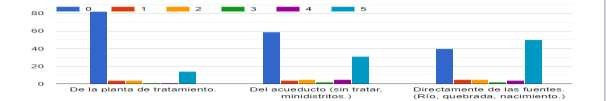 0 1 2 3 4 5
80
60
40
20
0
De la planta de tratamiento.
Del acueducto (sin tratar, minidistritos.)
Directamente de las fuentes. (Río, quebrada, nacimiento.)